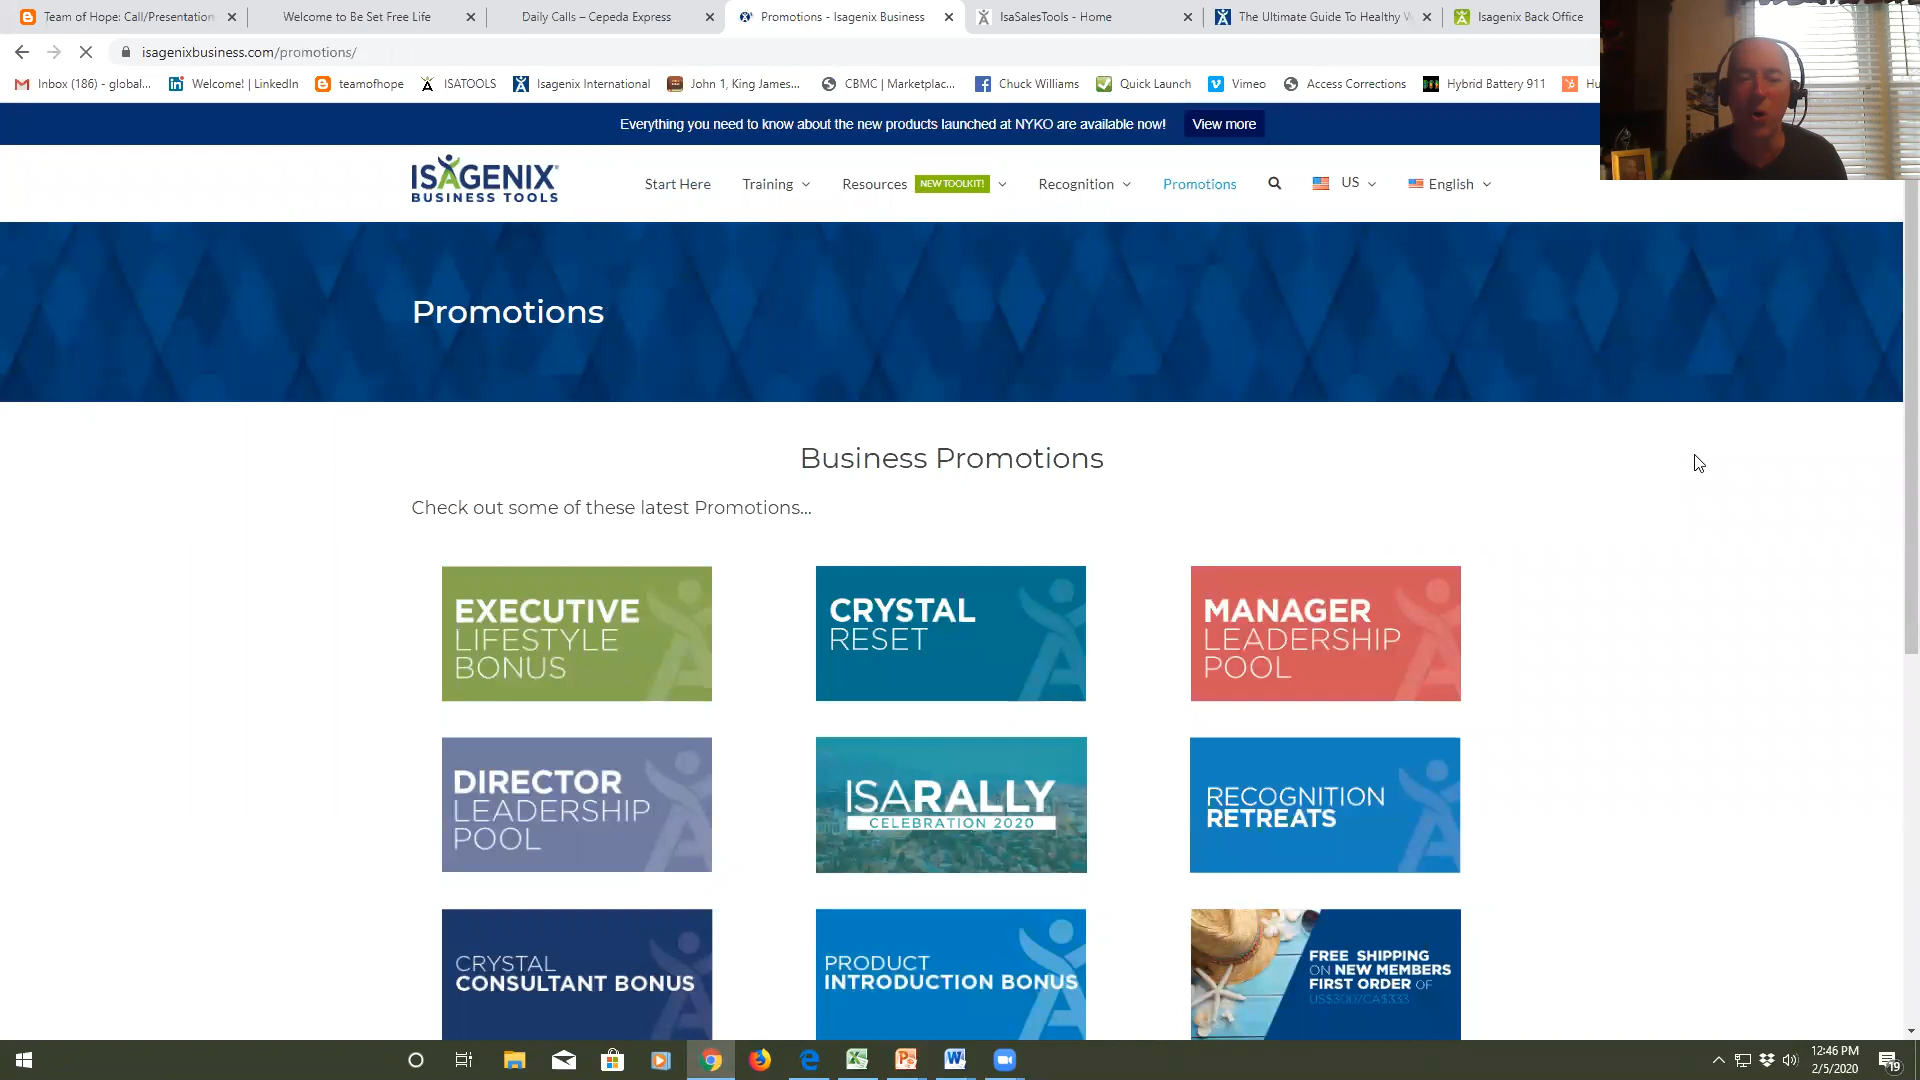 Team of Hope: Call/Presentation
Welcome to Be Set Free Life
Daily Calls – Cepeda Express
Promotions - Isagenix Business
IsaSalesTools - Home
The Ultimate Guide To Healthy W
Isagenix Back Office
isagenixbusiness.com/promotions/
Inbox (186) - global...
Welcome! | LinkedIn
teamofhope
ISATOOLS
Isagenix International
John 1, King James...
CBMC | Marketplac...
Chuck Williams
Quick Launch
Vimeo
Access Corrections
Hybrid Battery 911
Hu
Everything you need to know about the new products launched at NYKO are available now!
View more
ISAGENIX
BUSINESS TOOLS
Start Here
Training
Resources
NEW TOOLKIT!
Recognition
Promotions
US
English
Promotions
Business Promotions
Check out some of these latest Promotions...
EXECUTIVE
LIFESTYLE
BONUS
CRYSTAL
RESET
MANAGER
LEADERSHIP
POOL
DIRECTOR
LEADERSHIP
POOL
ISARALLY
CELEBRATION 2020
RECOGNITION
RETREATS
CRYSTAL
CONSULTANT BONUS
PRODUCT
INTRODUCTION BONUS
FREE SHIPPING
ON NEW MEMBERS
FIRST ORDER OF
US$300/CA$333
12:46 PM
2/5/2020
19